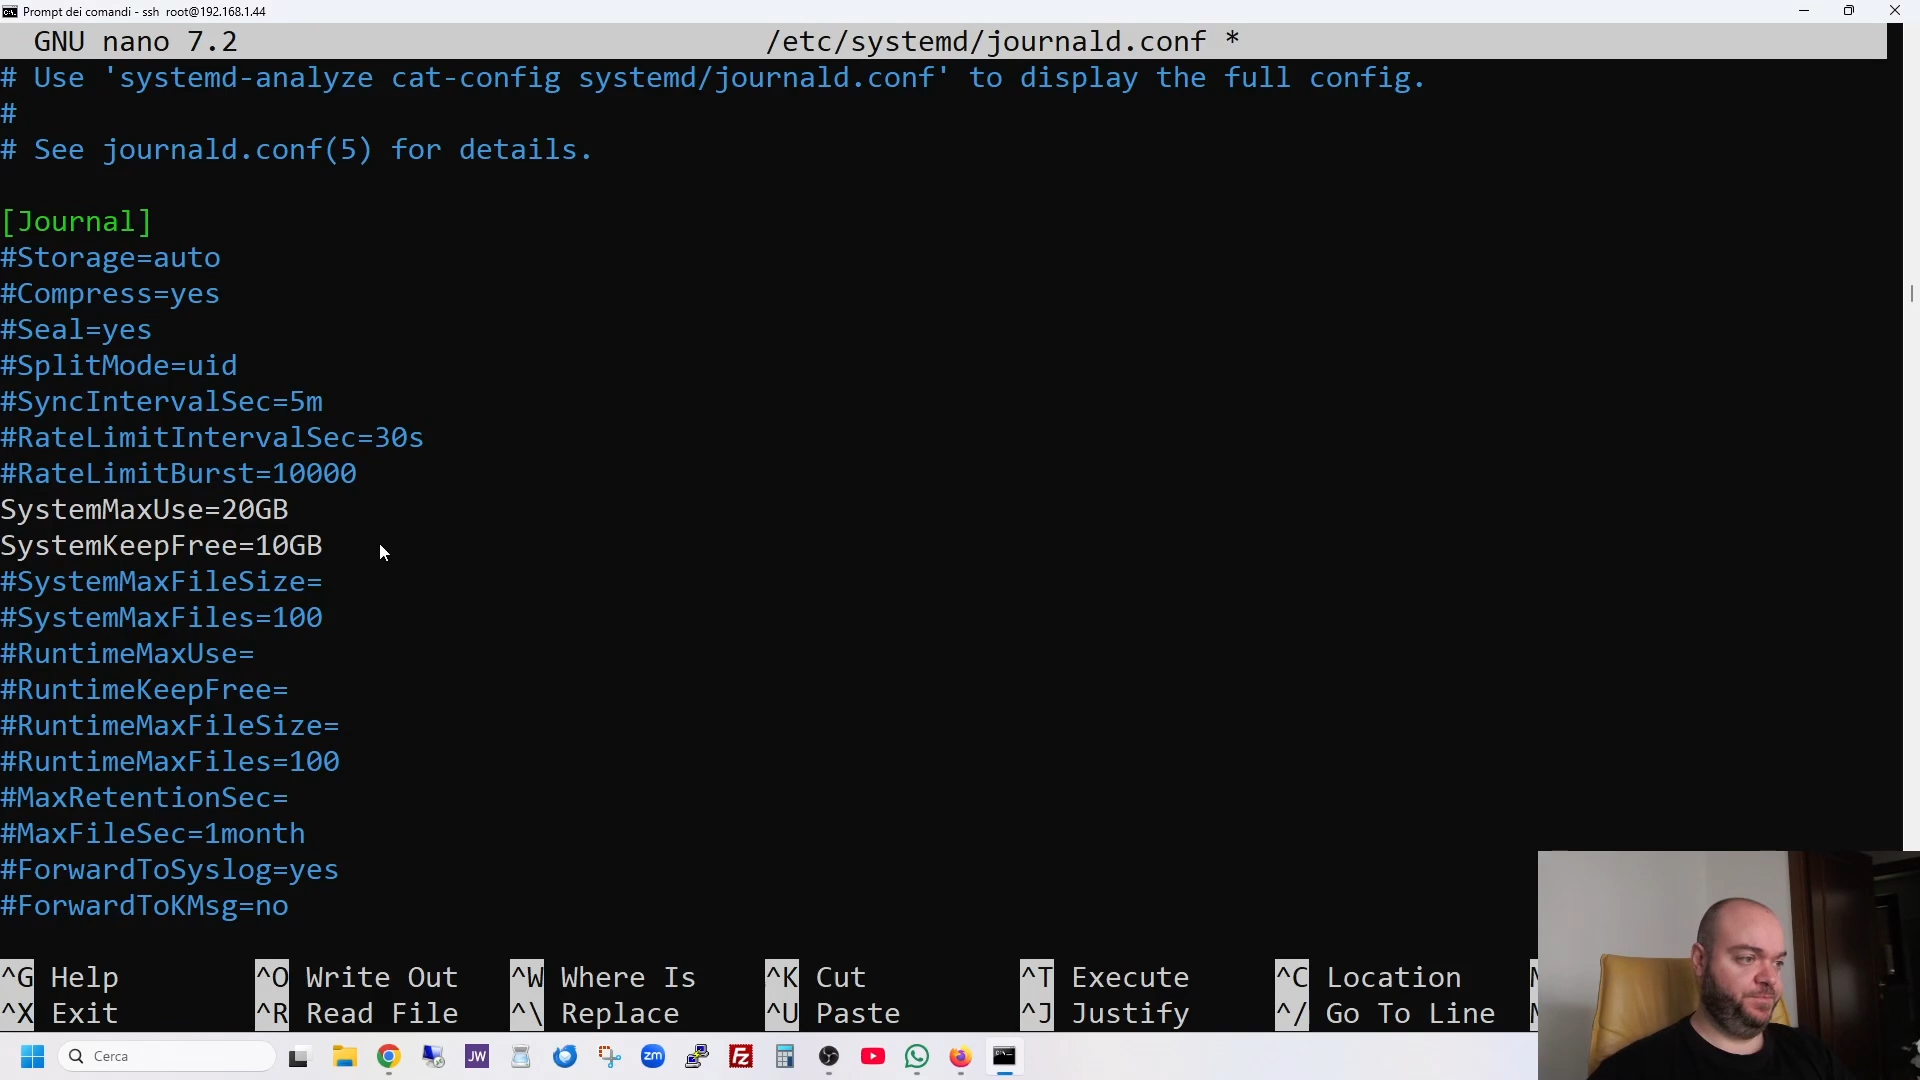 Prompt dei comandi - ssh root@192.168.1.44
GNU nano 7.2 /etc/systemd/journald.conf *
# Use 'systemd-analyze cat-config systemd/journald.conf' to display the full config.
#
# See journald.conf(5) for details.
[Journal]
#Storage=auto
#Compress=yes
#Seal=yes
#SplitMode=uid
#SyncIntervalSec=5m
#RateLimitIntervalSec=30s
#RateLimitBurst=10000
SystemMaxUse=20GB
SystemKeepFree=10GB
#SystemMaxFileSize=
#SystemMaxFiles=100
#RuntimeMaxUse=
#RuntimeKeepFree=
#RuntimeMaxFileSize=
#RuntimeMaxFiles=100
#MaxRetentionSec=
#MaxFileSec=1month
#ForwardToSyslog=yes
#ForwardToKMsg=no
^G Help ^O Write Out ^W Where Is ^K Cut ^T Execute ^C Location
^X Exit ^R Read File ^\ Replace ^U Paste ^J Justify ^/ Go To Line
Cerca JW zm FZ